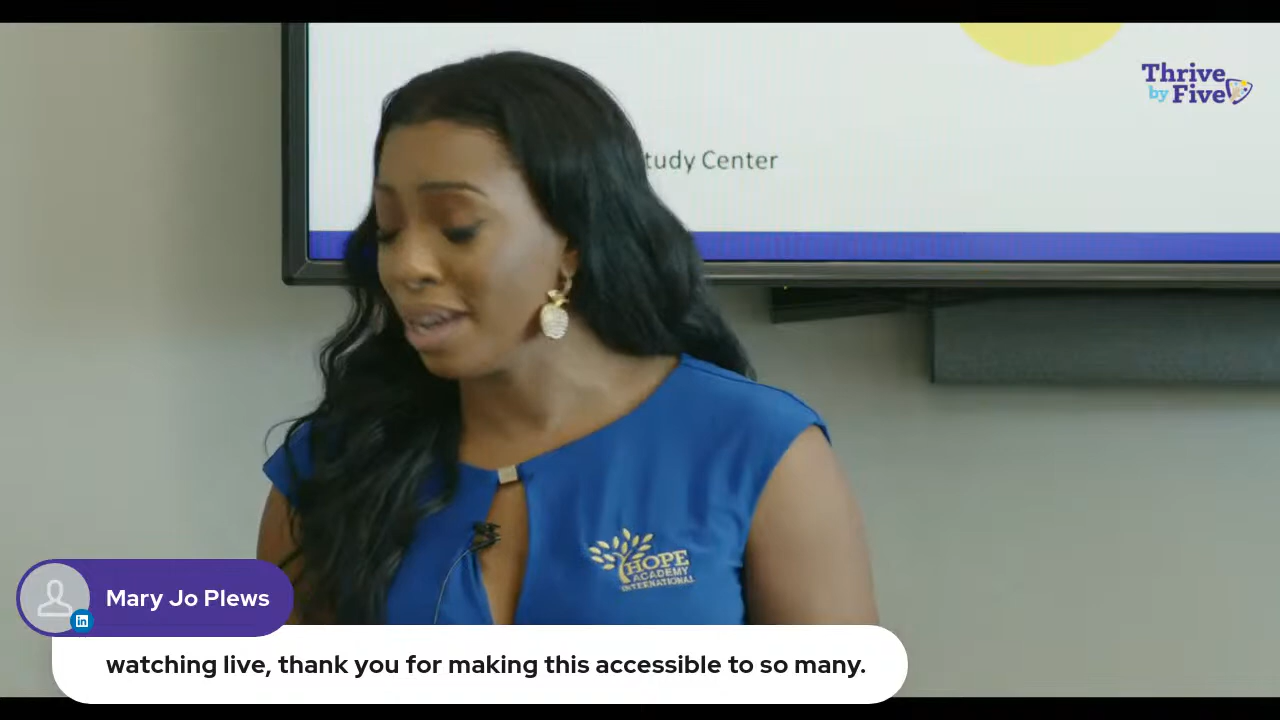 Thrive
by Five
tudy Center
HOPE
ACADEMY
INTERNATIONAL
Mary Jo Plews
in
watching live, thank you for making this accessible to so many.